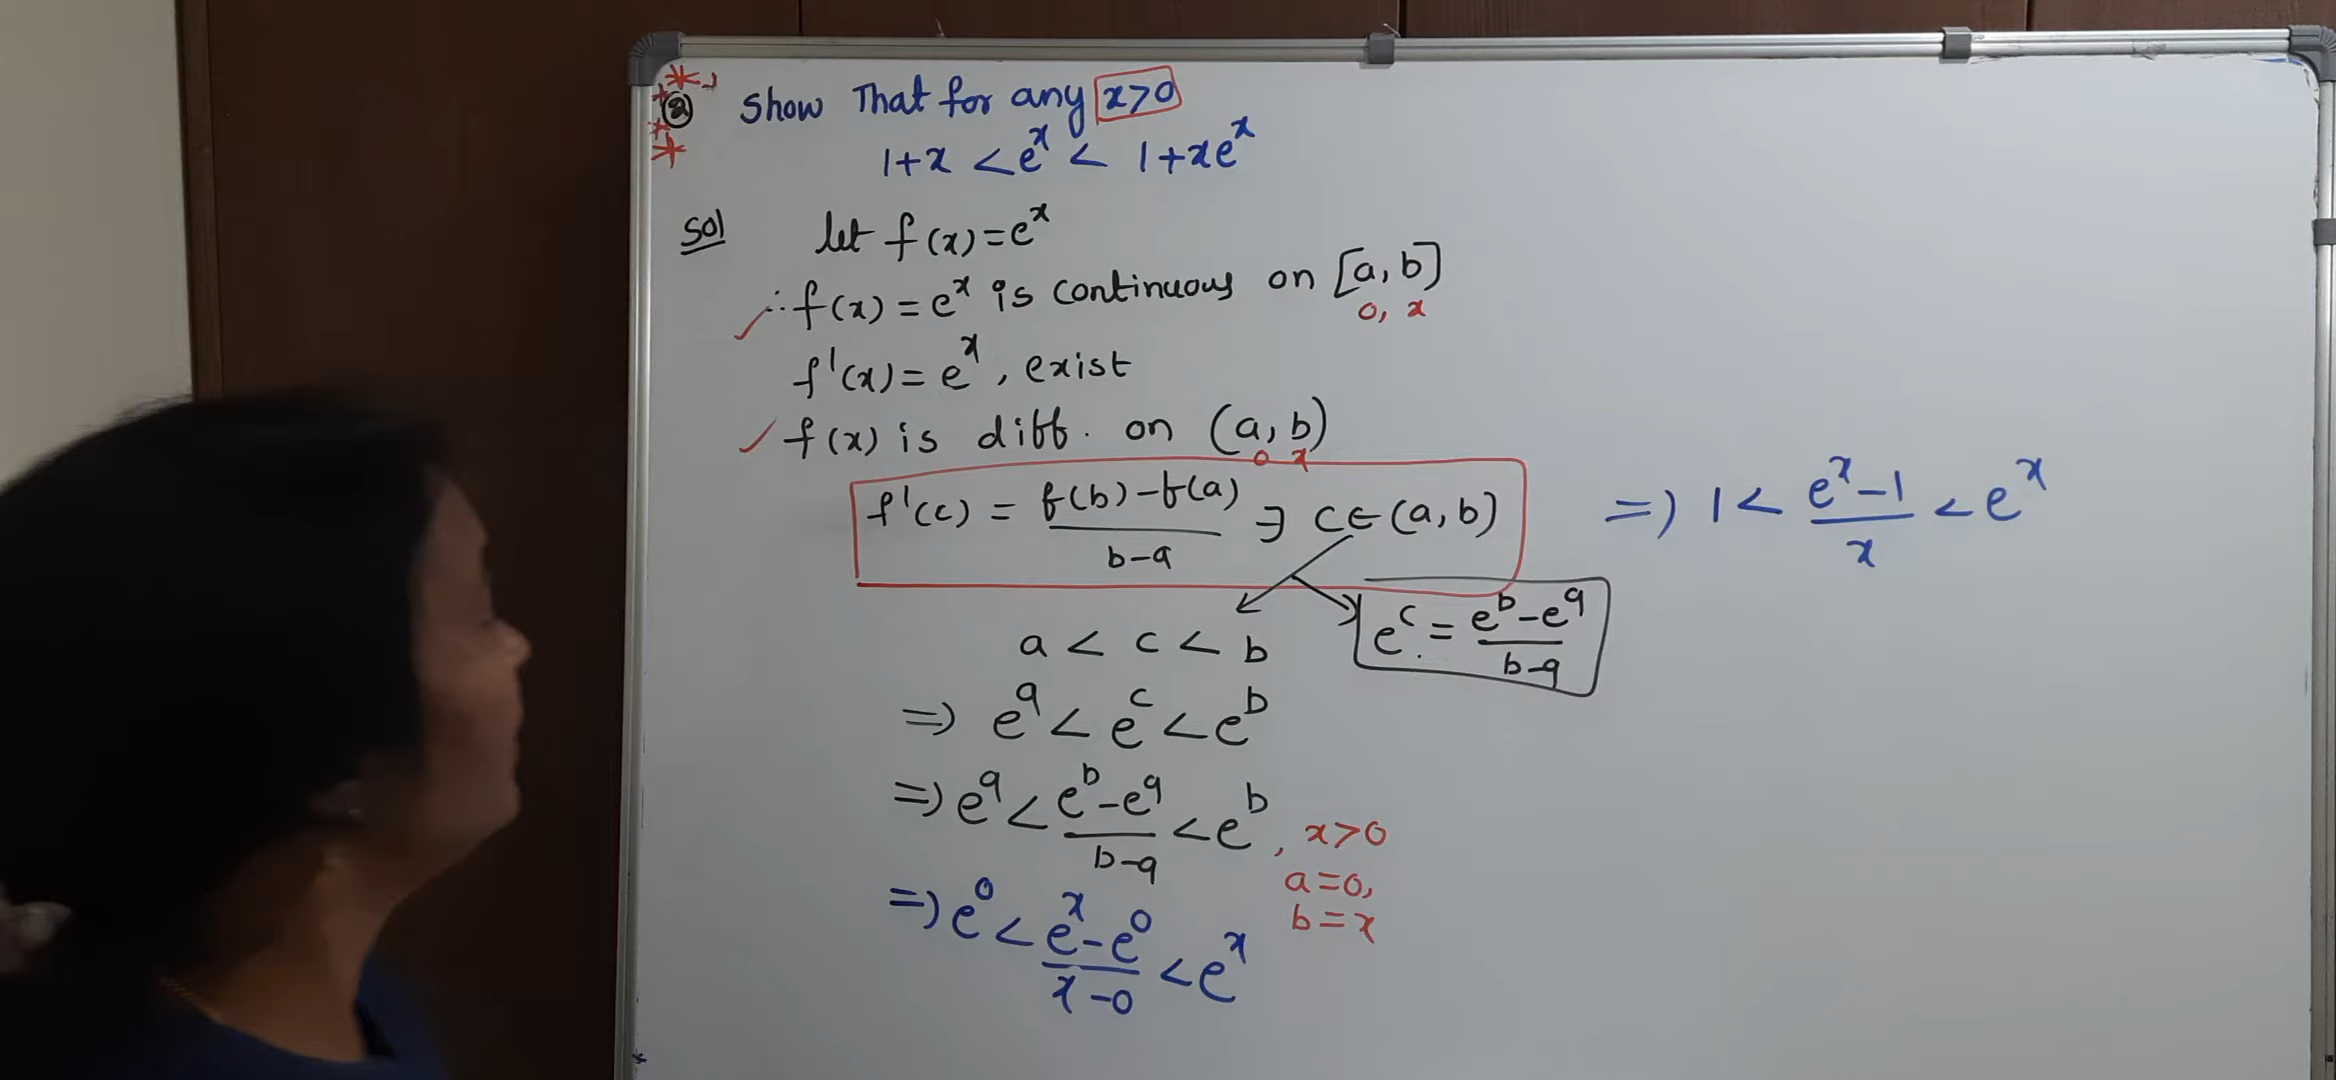 ② Show That for any x>0
1+x < e^x < 1+xe^x
Sol let f(x)=e^x
∴ f(x) = e^x is continuous on [a, b]
0, x
f'(x) = e^x, exist
f(x) is diff. on (a, b)
0 x
f'(c) = f(b)-f(a) / b-a ∋ c∈(a, b)
a < c < b
e^c = e^b-e^a / b-a
=> e^a < e^c < e^b
=> e^a < e^b-e^a / b-a < e^b, x>0
a=0,
b=x
=> e^0 < e^x-e^0 / x-0 < e^x
=> 1 < e^x-1 / x < e^x